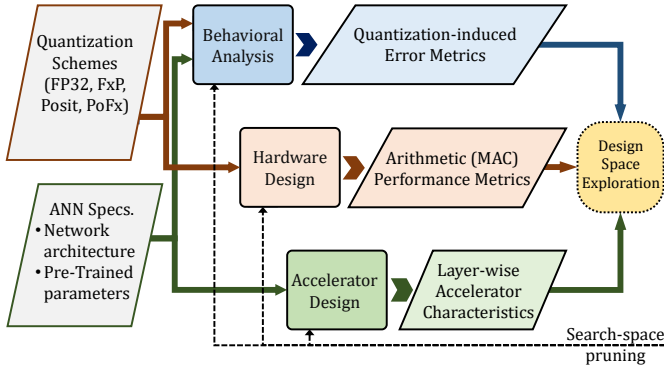 Quantization
Schemes
(FP32, FxP,
Posit, PoFx)
Behavioral
Analysis
Quantization-induced
Error Metrics
Hardware
Design
Arithmetic (MAC)
Performance Metrics
Design
Space
Exploration
ANN Specs.
• Network
architecture
• Pre-Trained
parameters
Accelerator
Design
Layer-wise
Accelerator
Characteristics
Search-space
pruning